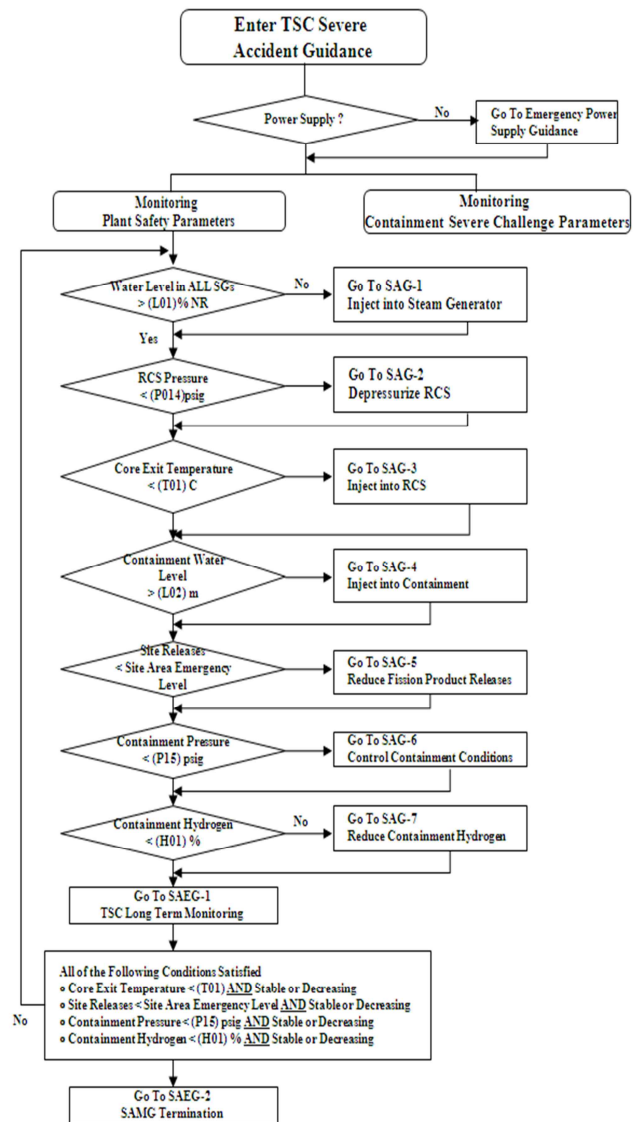 Enter TSC Severe
Accident Guidance
Power Supply ?
No
Go To Emergency Power
Supply Guidance
Monitoring
Plant Safety Parameters
Monitoring
Containment Severe Challenge Parameters
Water Level in ALL SGs
> (L01)% NR
No
Go To SAG-1
Inject into Steam Generator
Yes
RCS Pressure
< (P014)psig
Go To SAG-2
Depressurize RCS
Core Exit Temperature
< (T01) C
Go To SAG-3
Inject into RCS
Containment Water
Level
> (L02) m
Go To SAG-4
Inject into Containment
Site Releases
< Site Area Emergency
Level
Go To SAG-5
Reduce Fission Product Releases
Containment Pressure
< (P15) psig
Go To SAG-6
Control Containment Conditions
Containment Hydrogen
< (H01) %
No
Go To SAG-7
Reduce Containment Hydrogen
Go To SAEG-1
TSC Long Term Monitoring
All of the Following Conditions Satisfied
o Core Exit Temperature < (T01) AND Stable or Decreasing
o Site Releases < Site Area Emergency Level AND Stable or Decreasing
o Containment Pressure < (P15) psig AND Stable or Decreasing
o Containment Hydrogen < (H01) % AND Stable or Decreasing
No
Go To SAEG-2
SAMG Termination